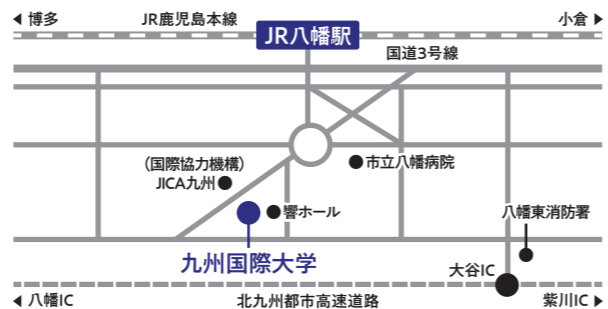 ◀ 博多
JR鹿児島本線
小倉 ▶
JR八幡駅
国道3号線
(国際協力機構)
JICA九州
市立八幡病院
響ホール
八幡東消防署
九州国際大学
大谷IC
◀ 八幡IC
北九州都市高速道路
紫川IC ▶